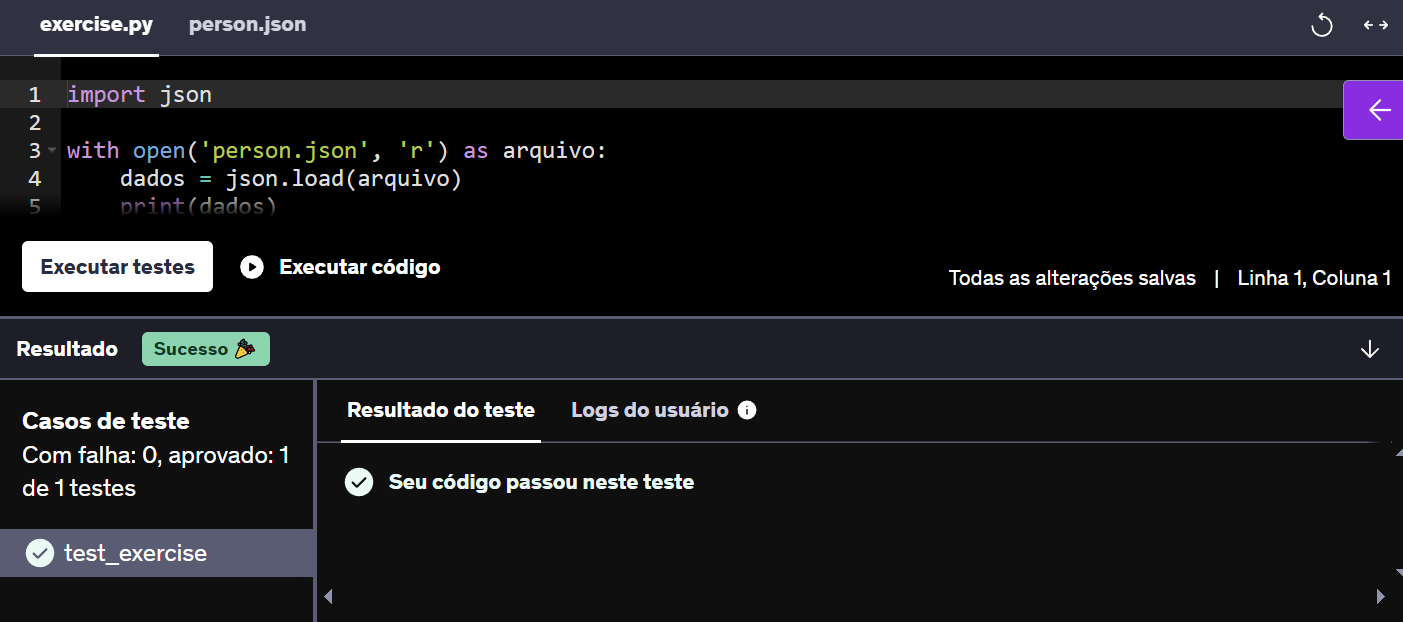 exercise.py person.json
1 import json
2
3 with open('person.json', 'r') as arquivo:
4 dados = json.load(arquivo)
5 print(dados)
Executar testes Executar código
Todas as alterações salvas | Linha 1, Coluna 1
Resultado Sucesso
Casos de teste
Com falha: 0, aprovado: 1
de 1 testes
test_exercise
Resultado do teste Logs do usuário
Seu código passou neste teste